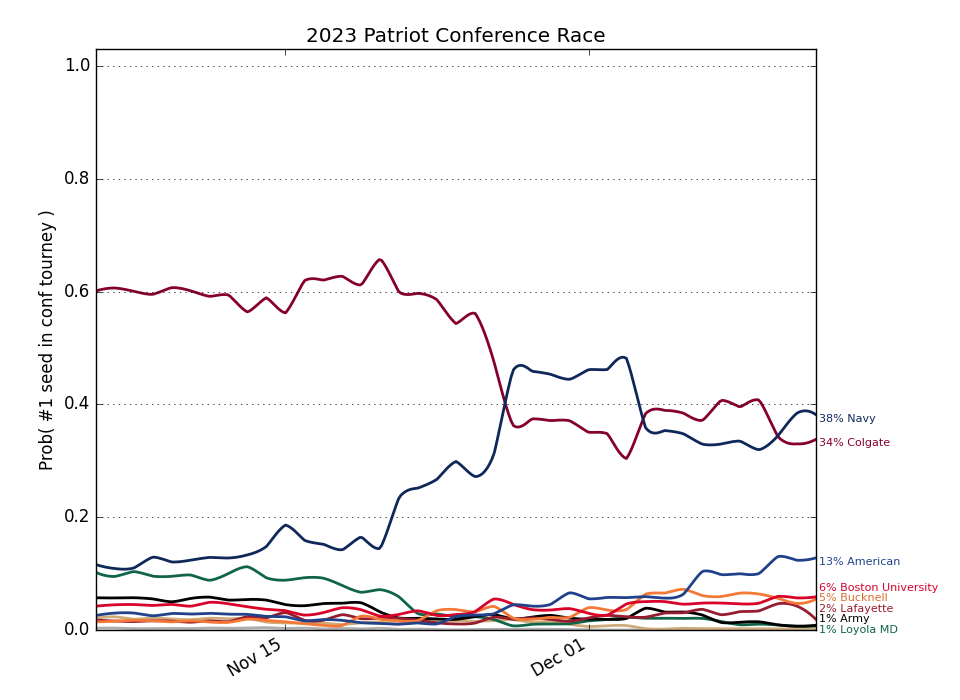 2023 Patriot Conference Race
Prob( #1 seed in conf tourney )
1.0
0.8
0.6
0.4
0.2
0.0
Nov 15
Dec 01
38% Navy
34% Colgate
13% American
6% Boston University
5% Bucknell
2% Lafayette
1% Army
1% Loyola MD